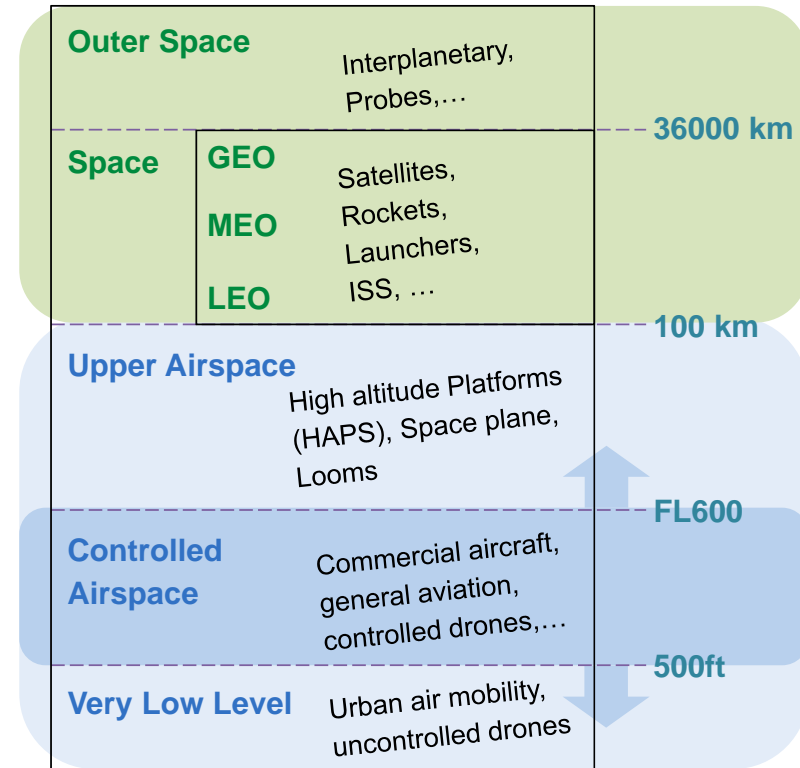 Outer Space
Interplanetary,
Probes,…
36000 km
Space
GEO
MEO
LEO
Satellites,
Rockets,
Launchers,
ISS, …
100 km
Upper Airspace
High altitude Platforms
(HAPS), Space plane,
Looms
FL600
Controlled
Airspace
Commercial aircraft,
general aviation,
controlled drones,…
500ft
Very Low Level
Urban air mobility,
uncontrolled drones